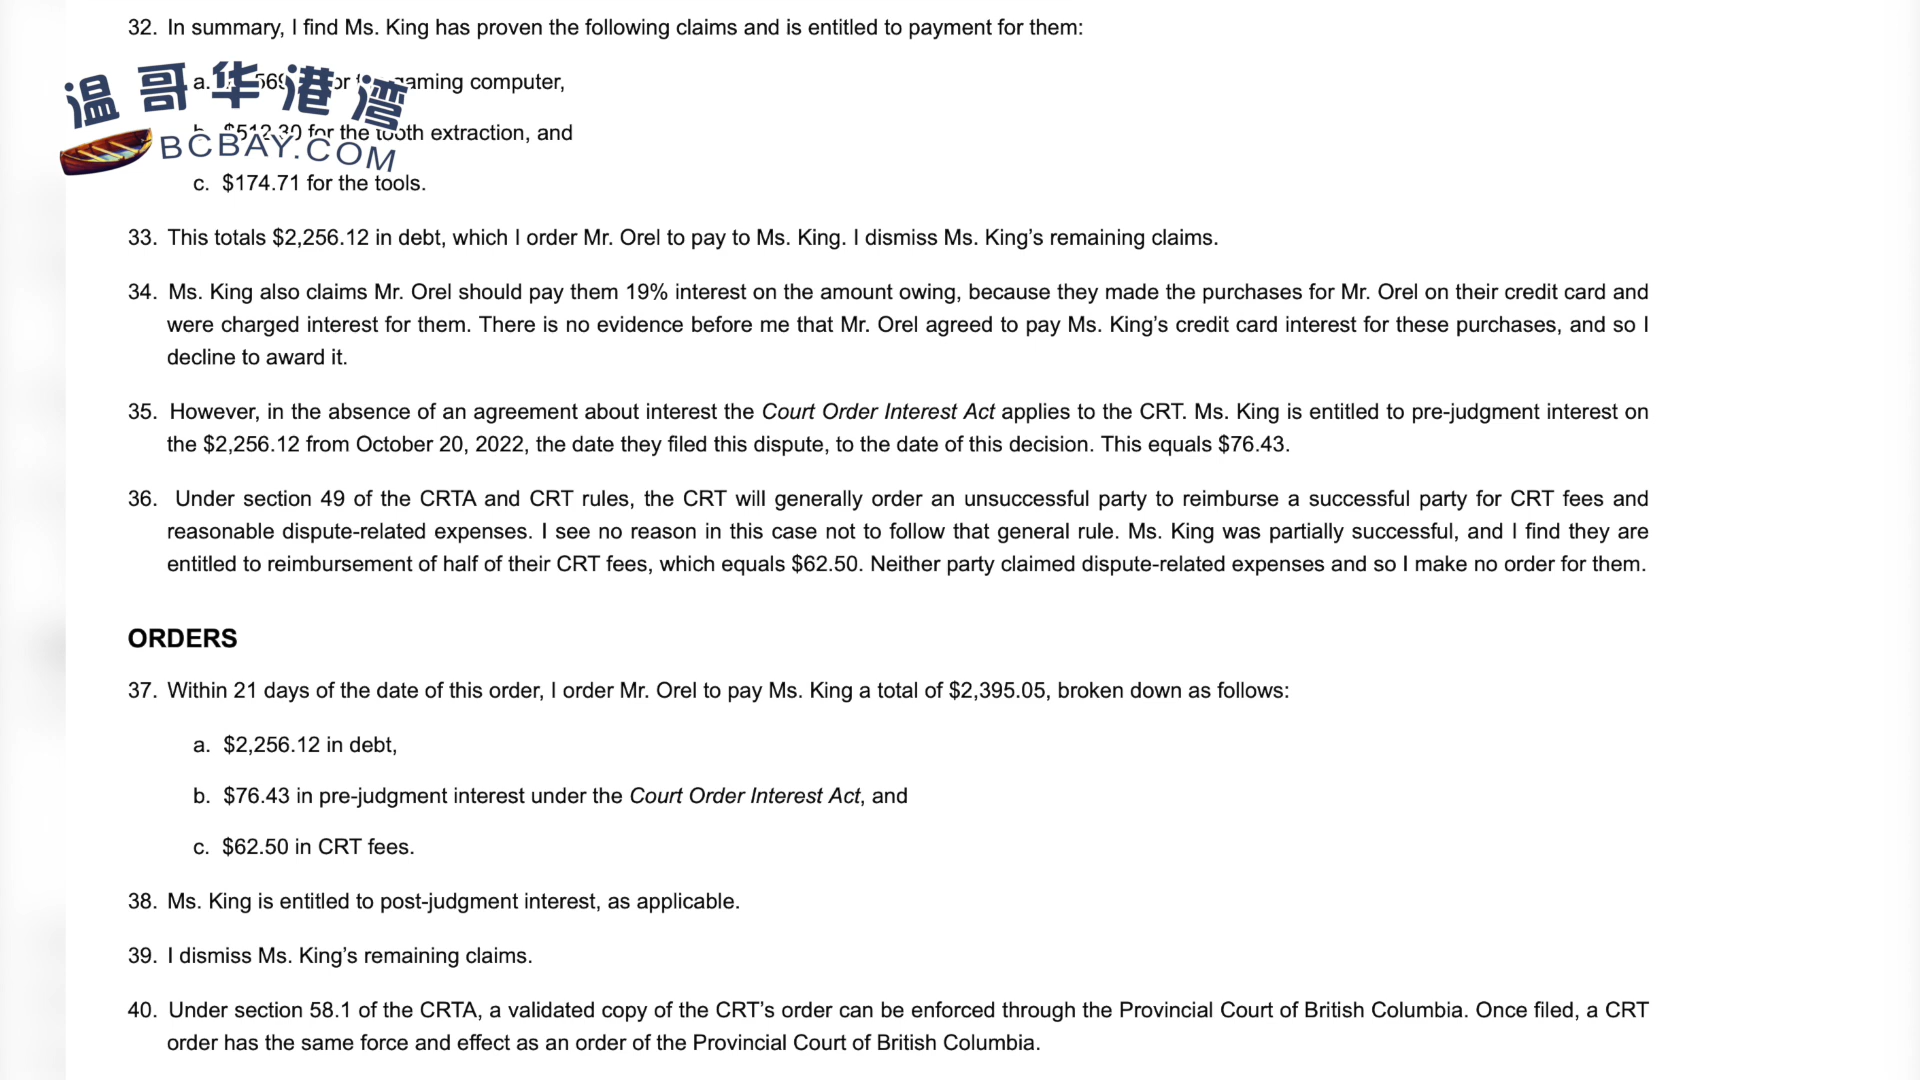 32. In summary, I find Ms. King has proven the following claims and is entitled to payment for them:
温哥华港湾
BCBAY.COM
a. gaming computer,
$512.30 for the tooth extraction, and
c. $174.71 for the tools.
33. This totals $2,256.12 in debt, which I order Mr. Orel to pay to Ms. King. I dismiss Ms. King’s remaining claims.
34. Ms. King also claims Mr. Orel should pay them 19% interest on the amount owing, because they made the purchases for Mr. Orel on their credit card and
were charged interest for them. There is no evidence before me that Mr. Orel agreed to pay Ms. King’s credit card interest for these purchases, and so I
decline to award it.
35. However, in the absence of an agreement about interest the Court Order Interest Act applies to the CRT. Ms. King is entitled to pre-judgment interest on
the $2,256.12 from October 20, 2022, the date they filed this dispute, to the date of this decision. This equals $76.43.
36. Under section 49 of the CRTA and CRT rules, the CRT will generally order an unsuccessful party to reimburse a successful party for CRT fees and
reasonable dispute-related expenses. I see no reason in this case not to follow that general rule. Ms. King was partially successful, and I find they are
entitled to reimbursement of half of their CRT fees, which equals $62.50. Neither party claimed dispute-related expenses and so I make no order for them.
ORDERS
37. Within 21 days of the date of this order, I order Mr. Orel to pay Ms. King a total of $2,395.05, broken down as follows:
a. $2,256.12 in debt,
b. $76.43 in pre-judgment interest under the Court Order Interest Act, and
c. $62.50 in CRT fees.
38. Ms. King is entitled to post-judgment interest, as applicable.
39. I dismiss Ms. King’s remaining claims.
40. Under section 58.1 of the CRTA, a validated copy of the CRT’s order can be enforced through the Provincial Court of British Columbia. Once filed, a CRT
order has the same force and effect as an order of the Provincial Court of British Columbia.